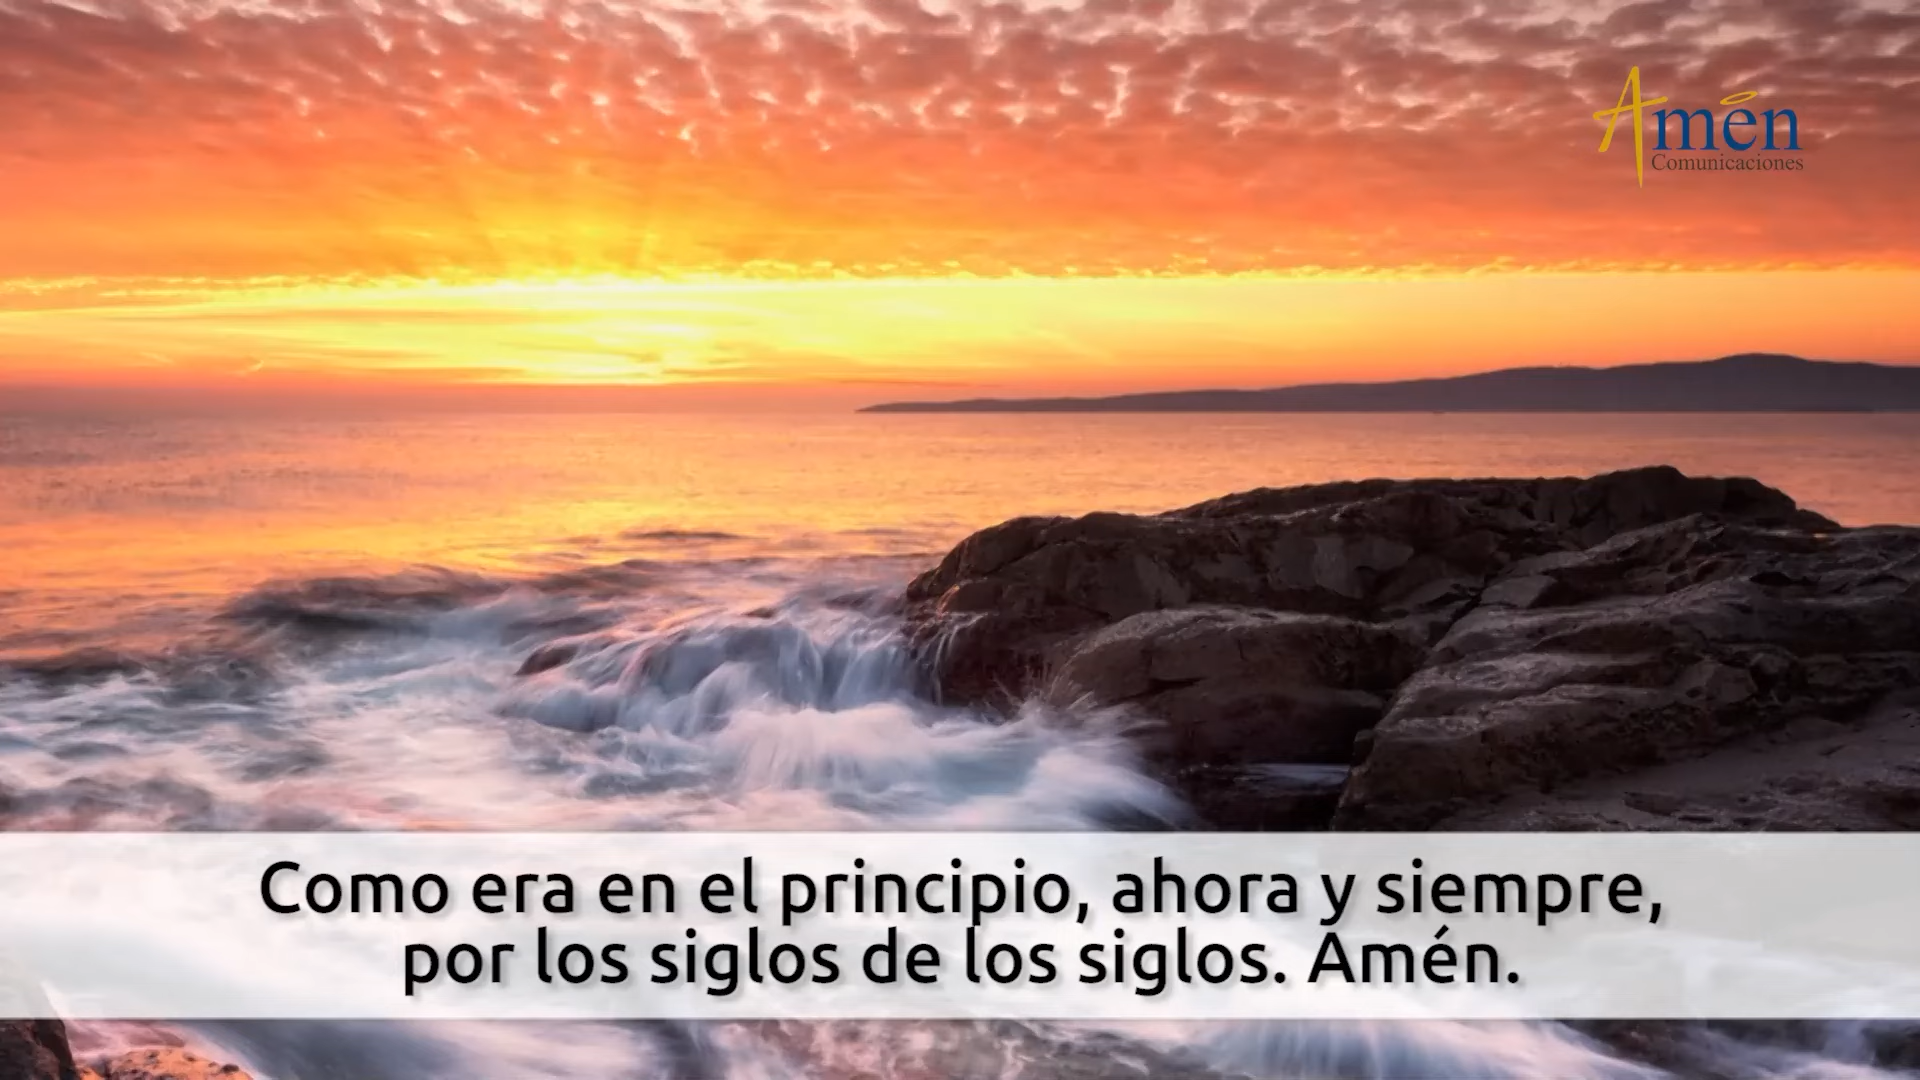 Amén
Comunicaciones
Como era en el principio, ahora y siempre,
por los siglos de los siglos. Amén.